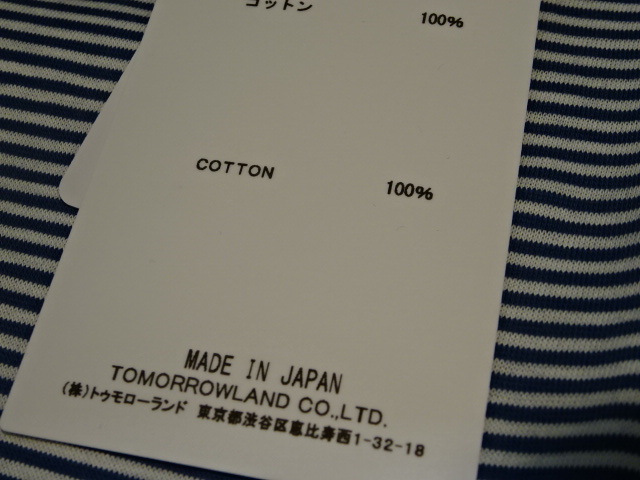 コットン 100%
COTTON 100%
MADE IN JAPAN
TOMORROWLAND CO.,LTD.
(株)トゥモローランド 東京都渋谷区恵比寿西1-32-18